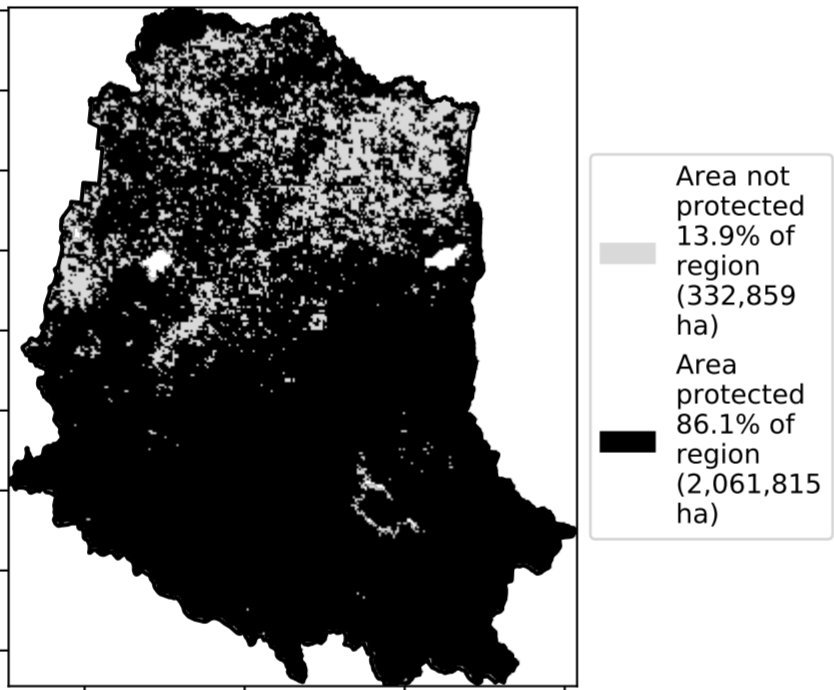 Area not
protected
13.9% of
region
(332,859
ha)
Area
protected
86.1% of
region
(2,061,815
ha)